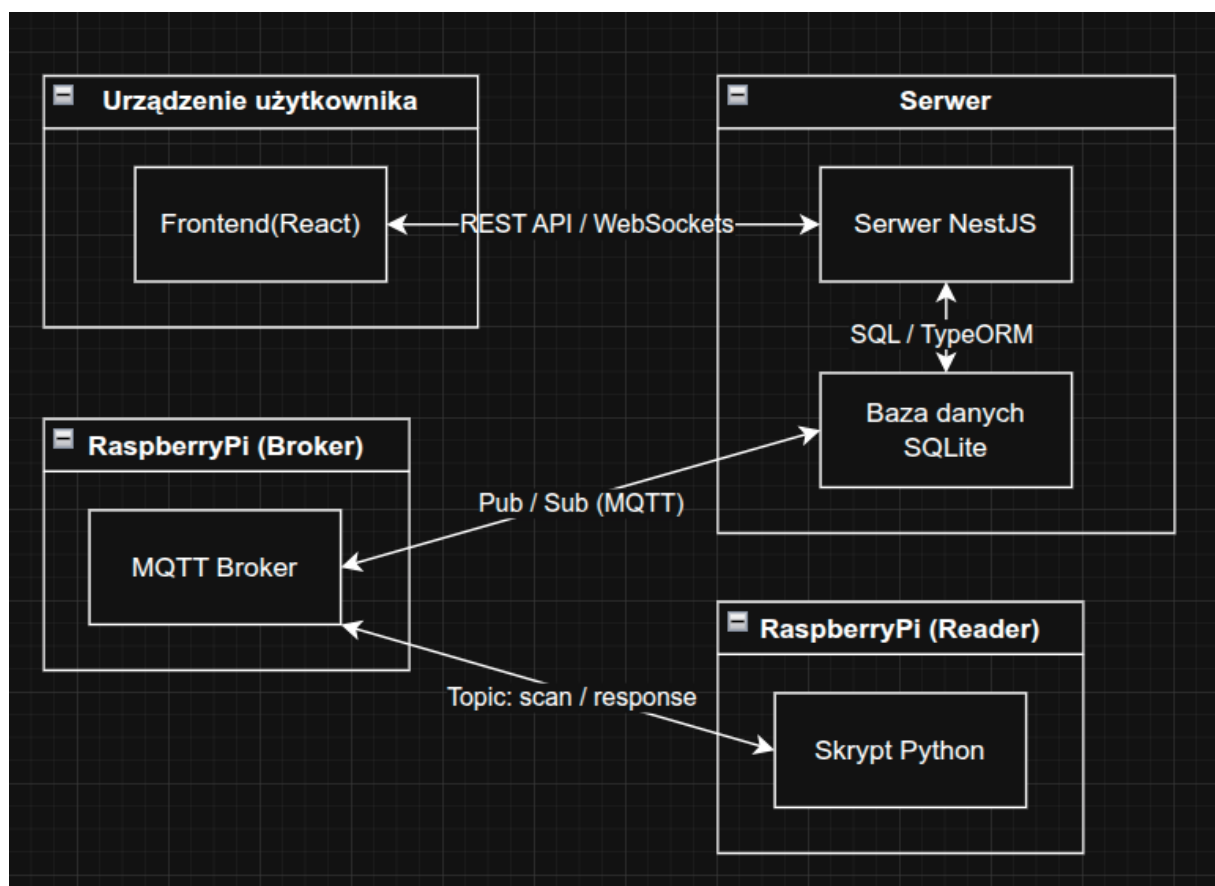 Urządzenie użytkownika
Serwer
Frontend(React)
REST API / WebSockets
Serwer NestJS
SQL / TypeORM
Baza danych
SQLite
RaspberryPi (Broker)
Pub / Sub (MQTT)
MQTT Broker
RaspberryPi (Reader)
Topic: scan / response
Skrypt Python